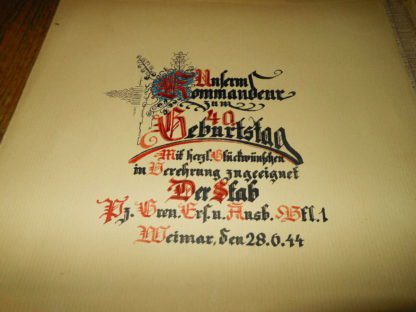 Unserm
Kommandeur
zum
40
Geburtstag
Mit herzl. Glückwünschen
in Verehrung zugeeignet
Der Stab
Pz. Gren. Ers. u. Ausb. Btl. 1
Weimar, den 28.6.44